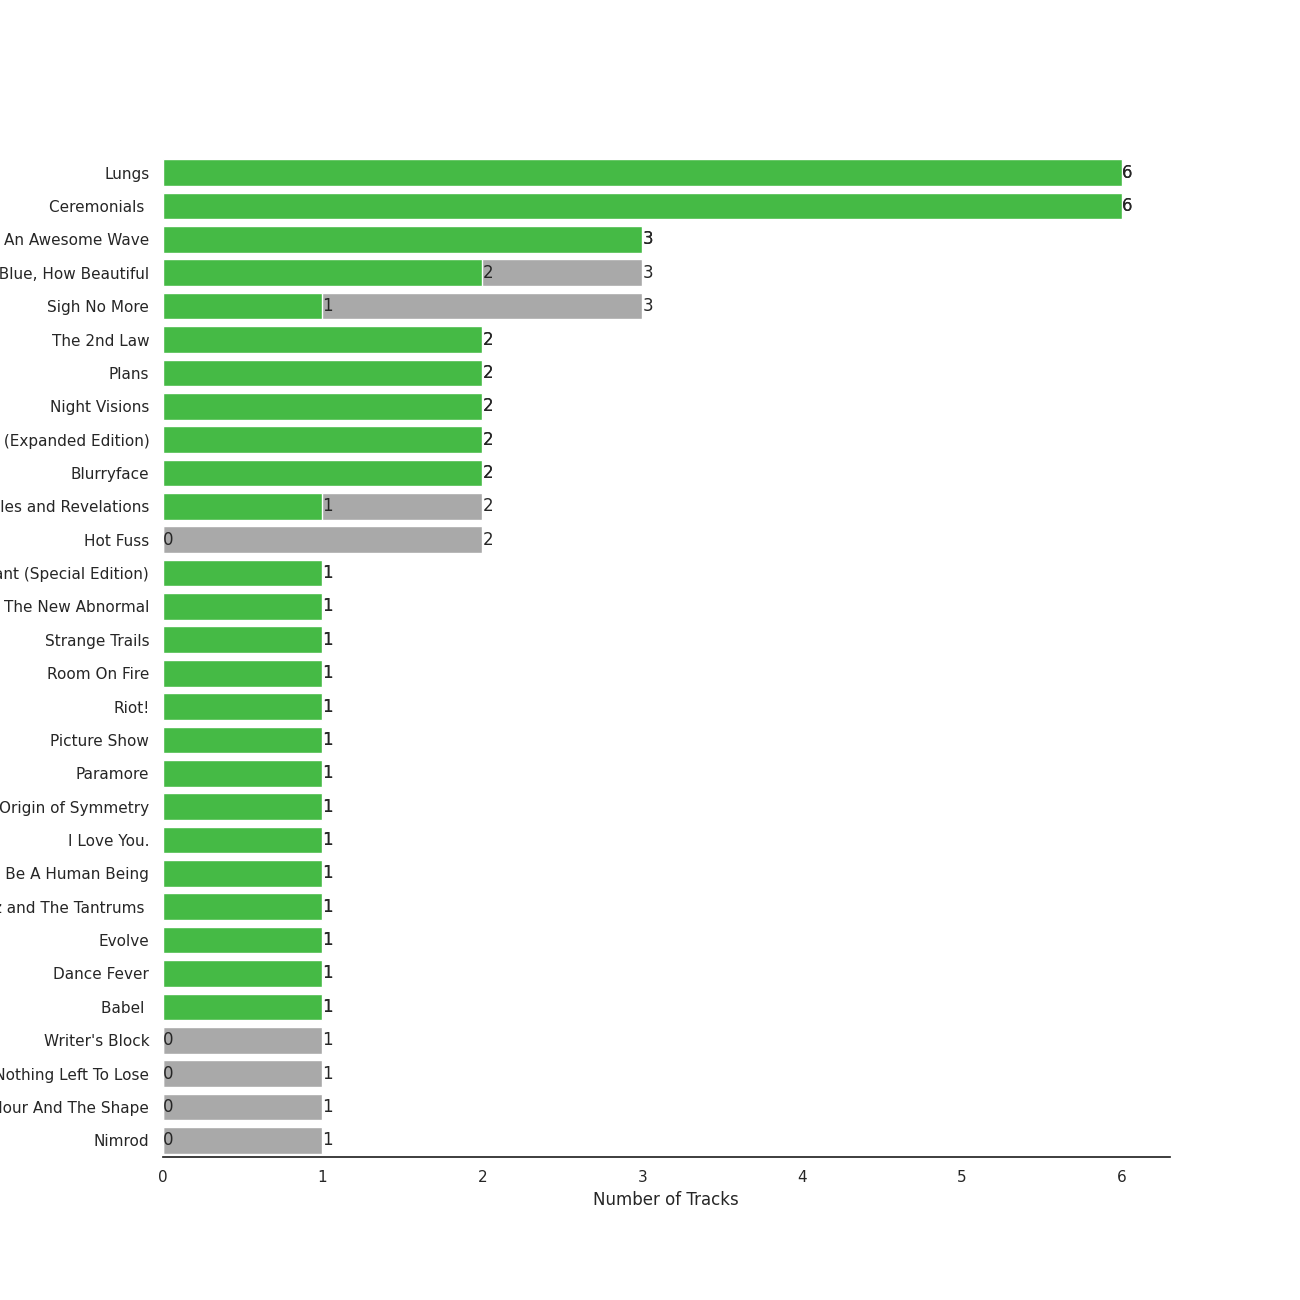 Lungs 6
Ceremonials 6
An Awesome Wave 3
Blue, How Beautiful 2 3
Sigh No More 1 3
The 2nd Law 2
Plans 2
Night Visions 2
(Expanded Edition) 2
Blurryface 2
les and Revelations 1 2
Hot Fuss 0 2
ant (Special Edition) 1
The New Abnormal 1
Strange Trails 1
Room On Fire 1
Riot! 1
Picture Show 1
Paramore 1
Origin of Symmetry 1
I Love You. 1
Be A Human Being 1
z and The Tantrums 1
Evolve 1
Dance Fever 1
Babel 1
Writer's Block 0 1
Nothing Left To Lose 0 1
lour And The Shape 0 1
Nimrod 0 1
0 1 2 3 4 5 6
Number of Tracks